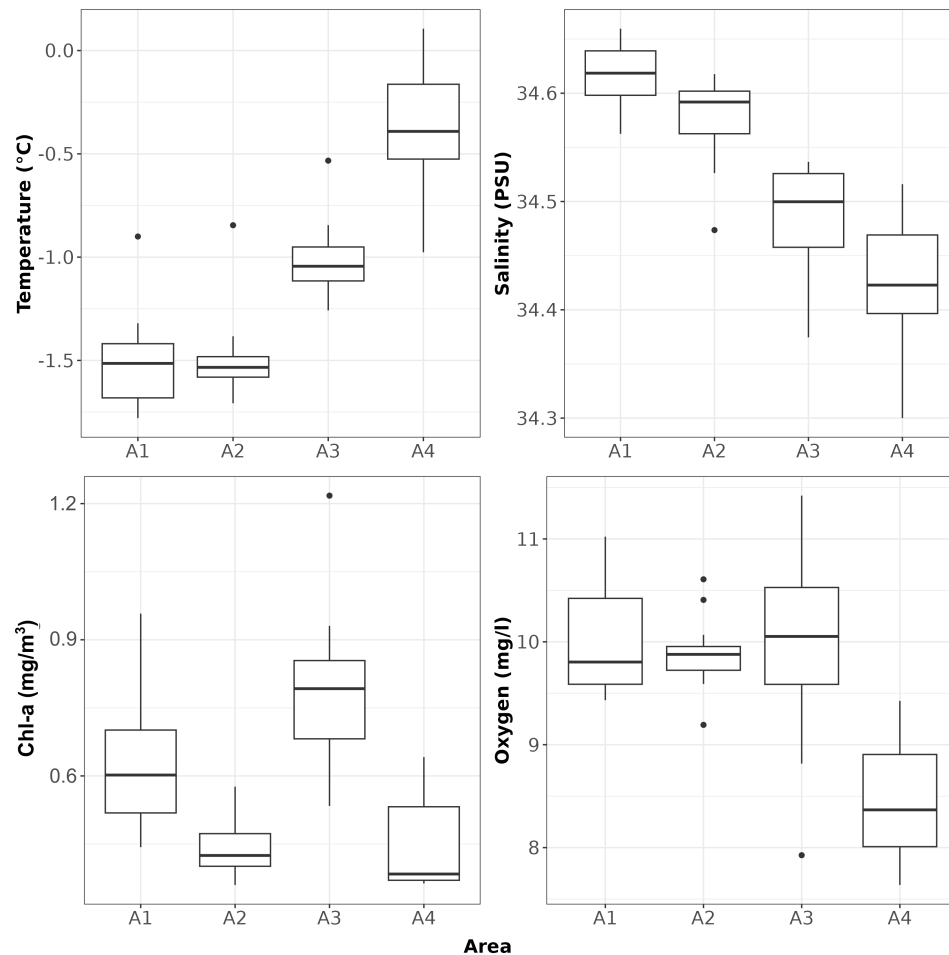 Temperature (°C)
0.0
-0.5
-1.0
-1.5
A1 A2 A3 A4
Salinity (PSU)
34.6
34.5
34.4
34.3
A1 A2 A3 A4
Chl-a (mg/m³)
1.2
0.9
0.6
A1 A2 A3 A4
Oxygen (mg/l)
11
10
9
8
A1 A2 A3 A4
Area